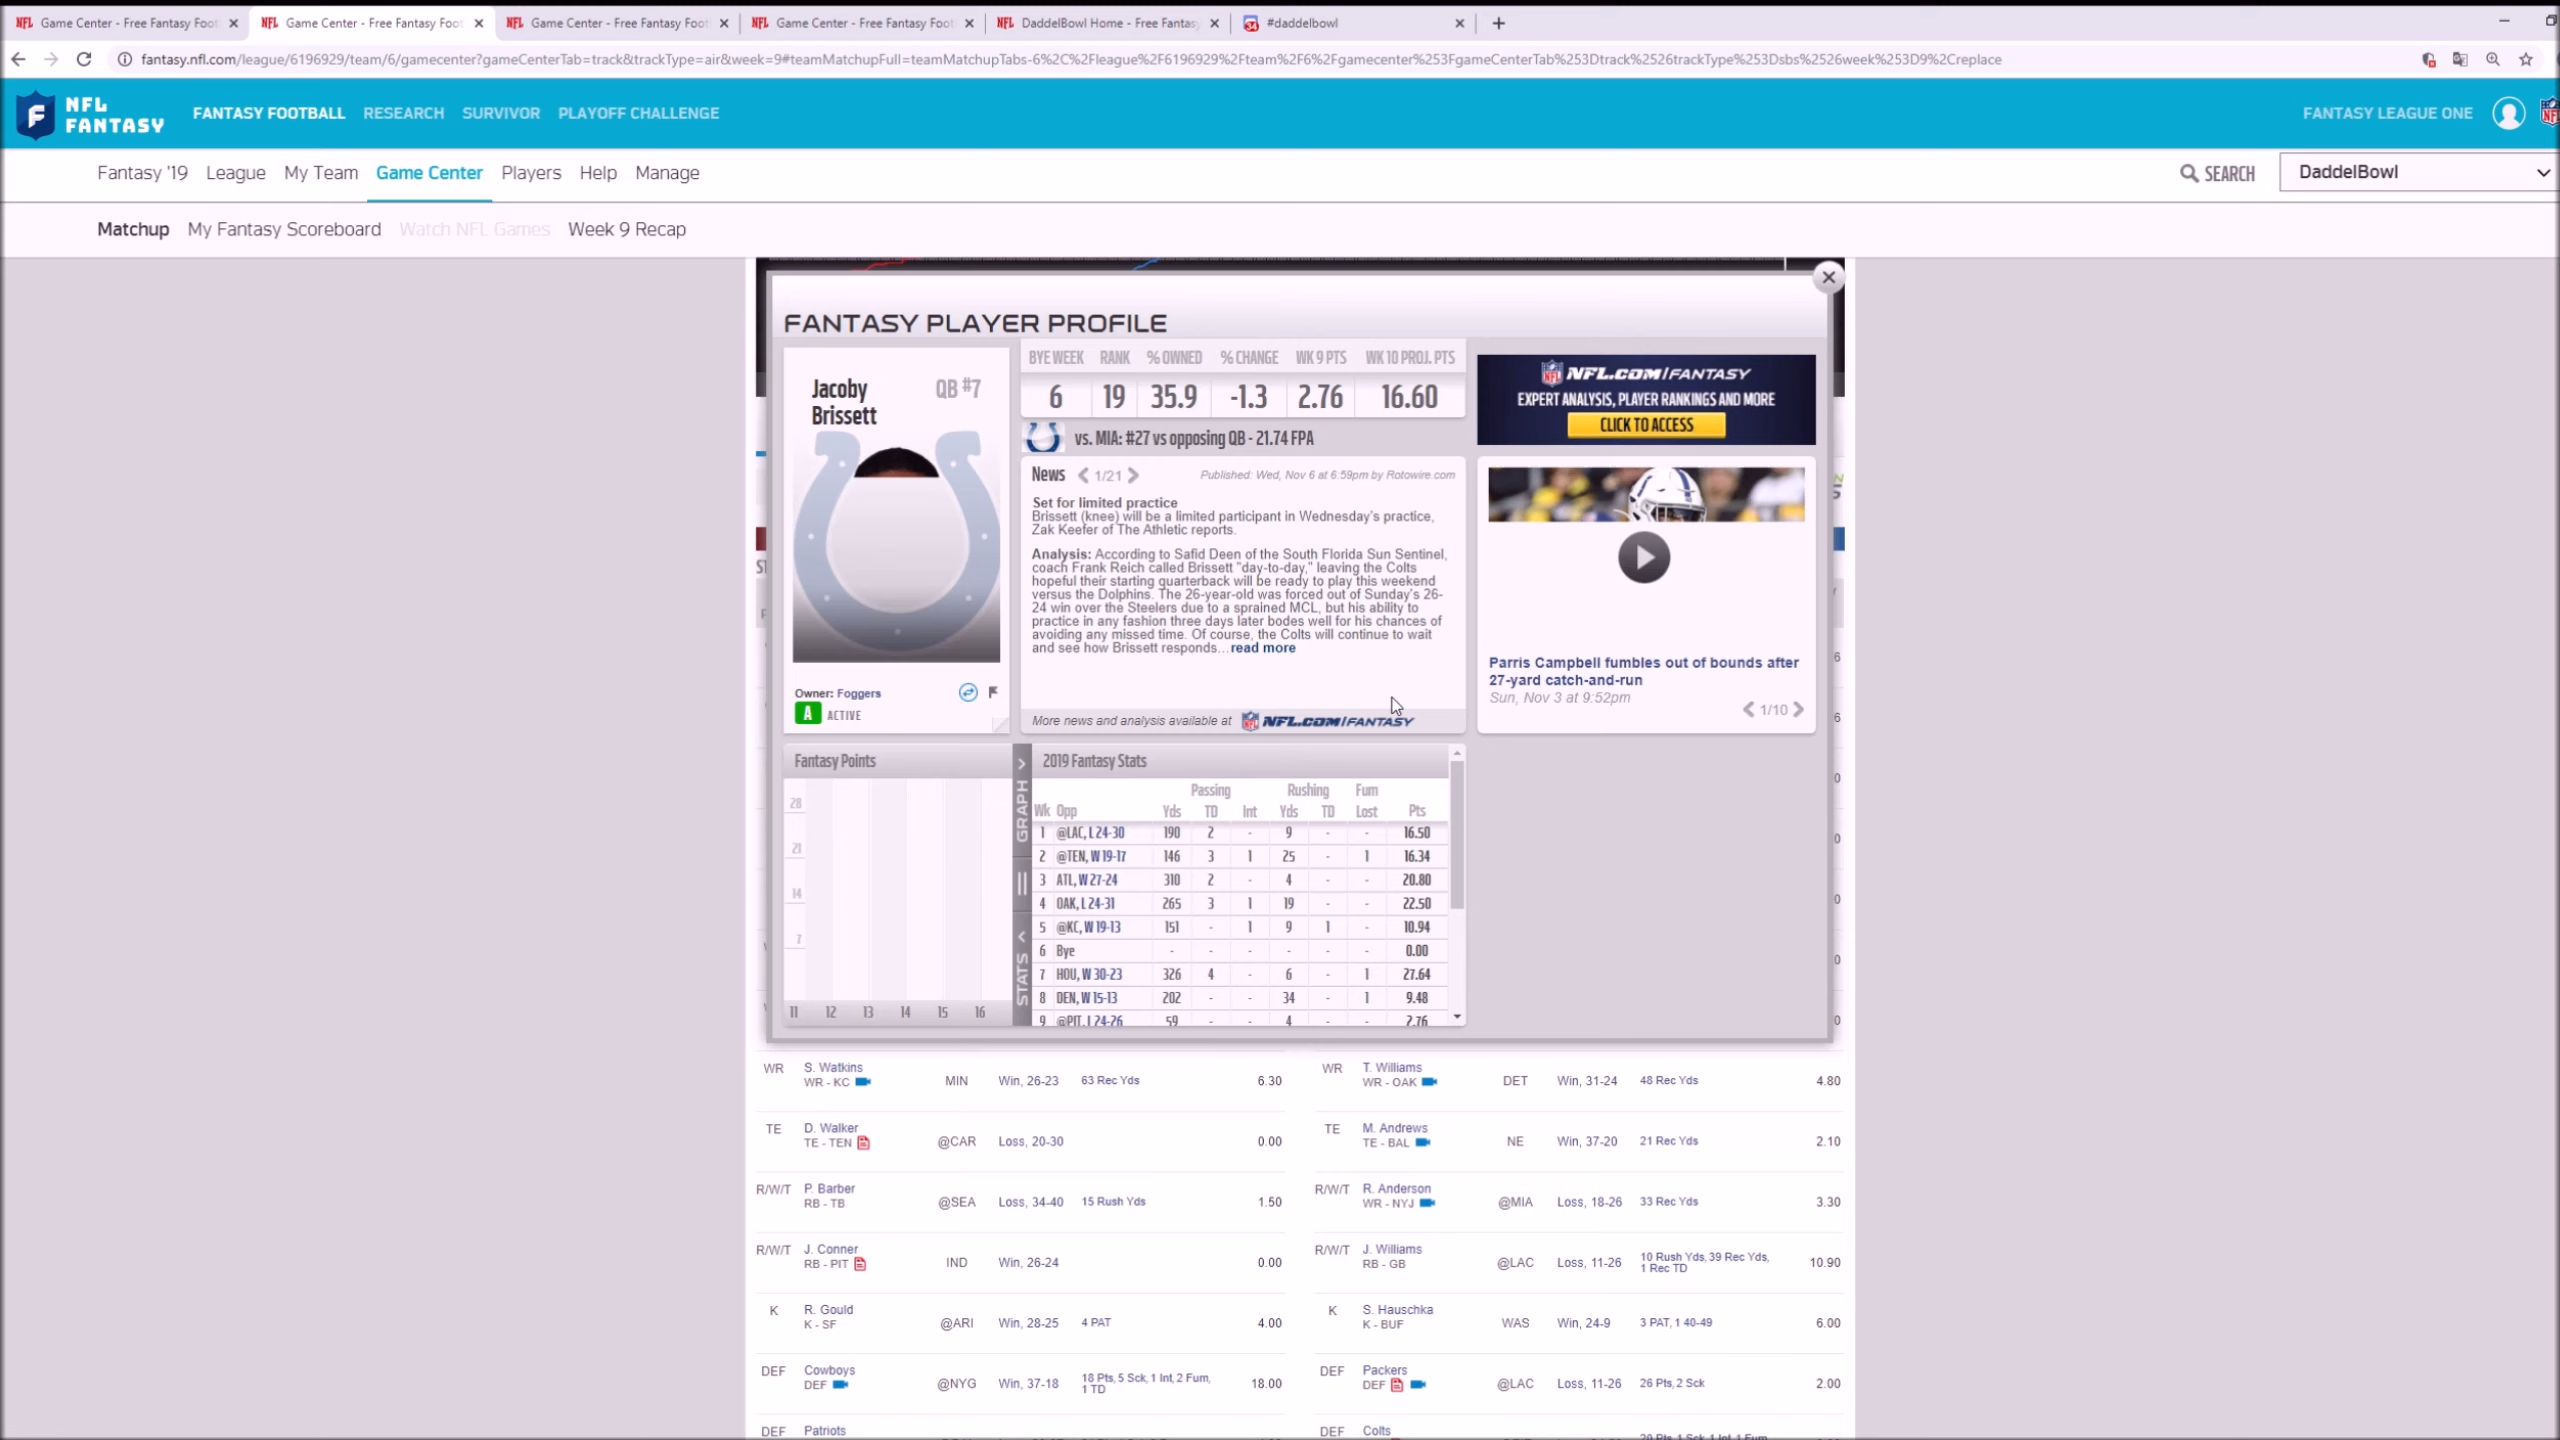 Game Center - Free Fantasy Foot
Game Center - Free Fantasy Foot
Game Center - Free Fantasy Foot
Game Center - Free Fantasy Foot
DaddelBowl Home - Free Fantasy
#daddelbowl
fantasy.nfl.com/league/6196929/team/6/gamecenter?gameCenterTab=track&trackType=air&week=9#teamMatchupFull=teamMatchupTabs-6%2C%2Fleague%2F6196929%2Fteam%2F6%2Fgamecenter%253FgameCenterTab%253Dtrack%2526trackType%253Dsbs%2526week%253D9%2Creplace
NFL FANTASY
FANTASY FOOTBALL RESEARCH SURVIVOR PLAYOFF CHALLENGE
FANTASY LEAGUE ONE
Fantasy '19 League My Team Game Center Players Help Manage
SEARCH
DaddelBowl
Matchup My Fantasy Scoreboard Watch NFL Games Week 9 Recap
FANTASY PLAYER PROFILE
Jacoby Brissett
QB #7
BYE WEEK RANK % OWNED % CHANGE WK 9 PTS WK 10 PROJ. PTS
6 19 35.9 -1.3 2.76 16.60
vs. MIA: #27 vs opposing QB - 21.74 FPA
News 1/21 Published: Wed, Nov 6 at 6:59pm by Rotowire.com
Set for limited practice
Brissett (knee) will be a limited participant in Wednesday's practice,
Zak Keefer of The Athletic reports.
Analysis: According to Safid Deen of the South Florida Sun Sentinel,
coach Frank Reich called Brissett "day-to-day," leaving the Colts
hopeful their starting quarterback will be ready to play this weekend
versus the Dolphins. The 26-year-old was forced out of Sunday's 26-
24 win over the Steelers due to a sprained MCL, but his ability to
practice in any fashion three days later bodes well for his chances of
avoiding any missed time. Of course, the Colts will continue to wait
and see how Brissett responds...read more
More news and analysis available at NFL.COM/FANTASY
Owner: Foggers
A ACTIVE
NFL.COM/FANTASY
EXPERT ANALYSIS, PLAYER RANKINGS AND MORE
CLICK TO ACCESS
Parris Campbell fumbles out of bounds after
27-yard catch-and-run
Sun, Nov 3 at 9:52pm
1/10
Fantasy Points
28
21
14
7
11 12 13 14 15 16
GRAPH
STATS
2019 Fantasy Stats
Passing Rushing Fum
Wk Opp Yds TD Int Yds TD Lost Pts
1 @LAC, L 24-30 190 2 - 9 - - 16.50
2 @TEN, W 19-17 146 3 1 25 - 1 16.34
3 ATL, W 27-24 310 2 - 4 - - 20.80
4 OAK, L 24-31 265 3 1 19 - - 22.50
5 @KC, W 19-13 151 - 1 9 1 - 10.94
6 Bye - - - - - - 0.00
7 HOU, W 30-23 326 4 - 6 - 1 27.64
8 DEN, W 15-13 202 - - 34 - 1 9.48
9 @PIT, L 24-26 59 - - 4 - - 2.76
WR S. Watkins MIN Win, 26-23 63 Rec Yds 6.30
WR - KC
WR T. Williams DET Win, 31-24 48 Rec Yds 4.80
WR - OAK
TE D. Walker @CAR Loss, 20-30 0.00
TE - TEN
TE M. Andrews NE Win, 37-20 21 Rec Yds 2.10
TE - BAL
R/W/T P. Barber @SEA Loss, 34-40 15 Rush Yds 1.50
RB - TB
R/W/T R. Anderson @MIA Loss, 18-26 33 Rec Yds 3.30
WR - NYJ
R/W/T J. Conner IND Win, 26-24 0.00
RB - PIT
R/W/T J. Williams @LAC Loss, 11-26 10 Rush Yds, 39 Rec Yds, 10.90
RB - GB 1 Rec TD
K R. Gould @ARI Win, 28-25 4 PAT 4.00
K - SF
K S. Hauschka WAS Win, 24-9 3 PAT, 1 40-49 6.00
K - BUF
DEF Cowboys @NYG Win, 37-18 18 Pts, 5 Sck, 1 Int, 2 Fum, 18.00
DEF 1 TD
DEF Packers @LAC Loss, 11-26 26 Pts, 2 Sck 2.00
DEF
DEF Patriots
DEF Colts